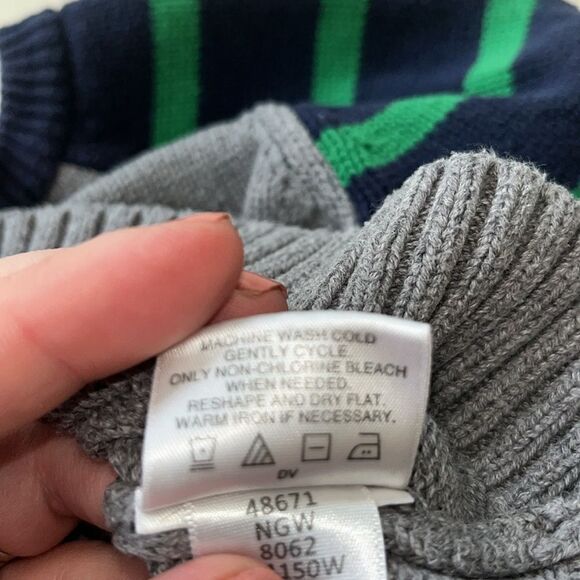 MACHINE WASH COLD
GENTLY CYCLE.
ONLY NON-CHLORINE BLEACH
WHEN NEEDED.
RESHAPE AND DRY FLAT.
WARM IRON IF NECESSARY.
DV
48671
NGW
8062
1150W